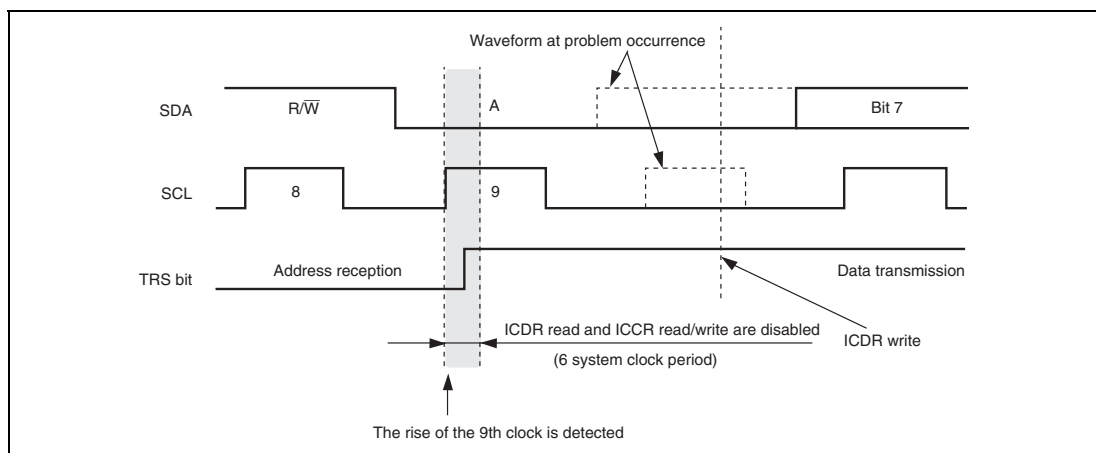 Waveform at problem occurrence
SDA
R/W̅
A
Bit 7
SCL
8
9
TRS bit
Address reception
Data transmission
ICDR read and ICCR read/write are disabled
(6 system clock period)
ICDR write
The rise of the 9th clock is detected